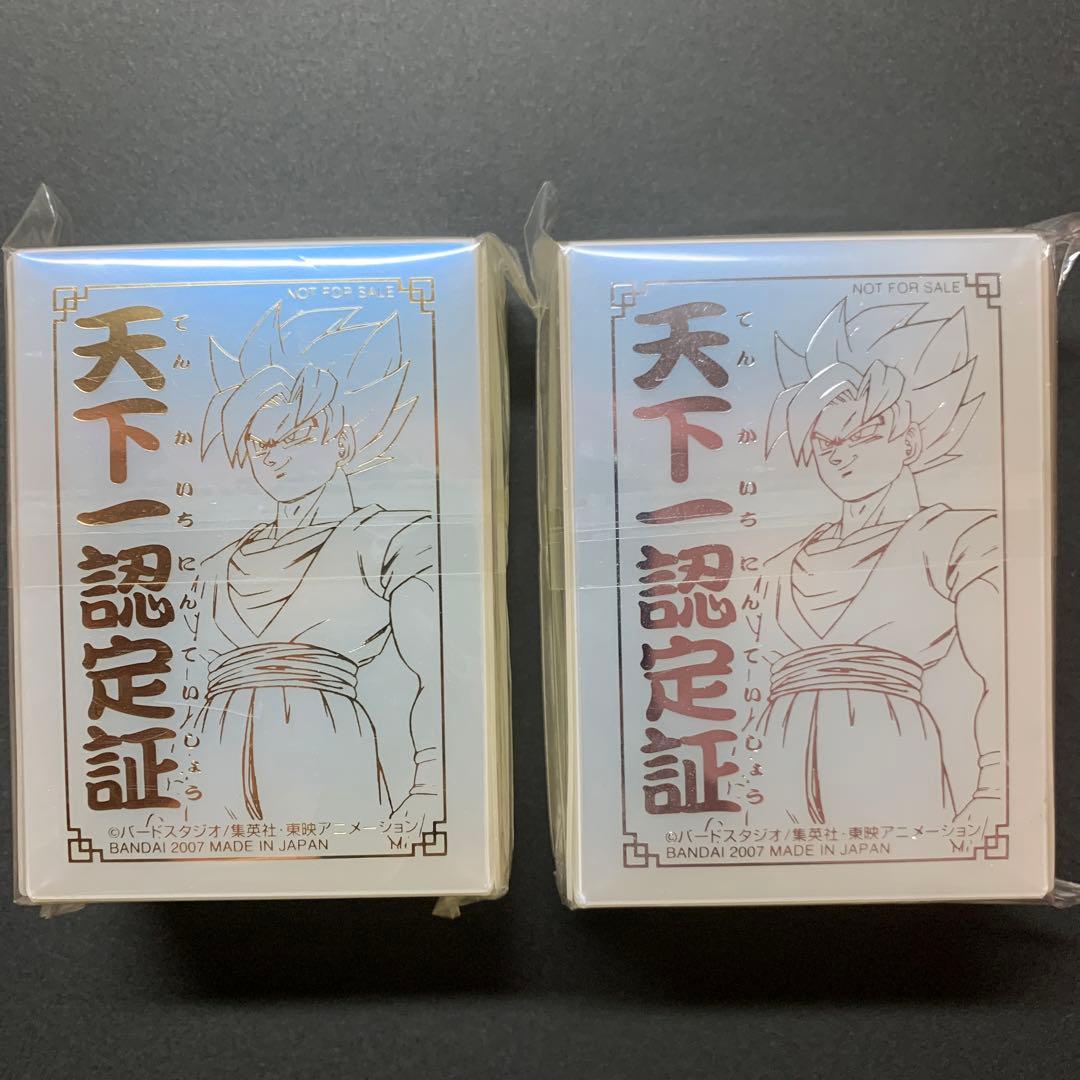 NOT FOR SALE
天下一認定証
てんかいちにんていしょう
©バードスタジオ/集英社・東映アニメーション
BANDAI 2007 MADE IN JAPAN
NOT FOR SALE
天下一認定証
てんかいちにんていしょう
©バードスタジオ/集英社・東映アニメーション
BANDAI 2007 MADE IN JAPAN